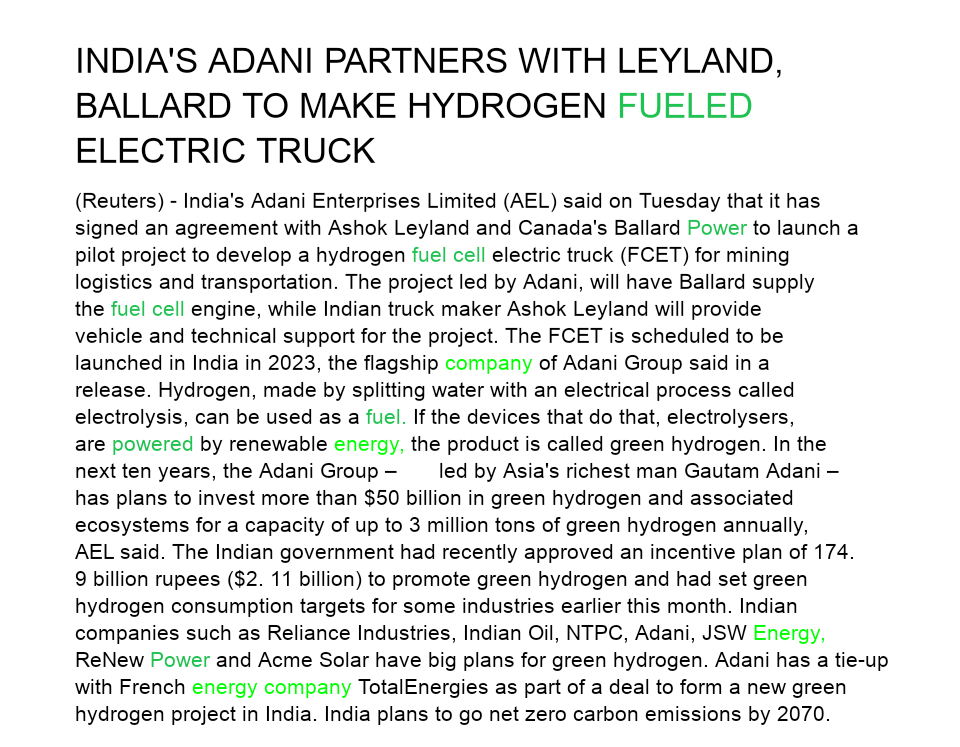 INDIA'S ADANI PARTNERS WITH LEYLAND,
BALLARD TO MAKE HYDROGEN FUELED
ELECTRIC TRUCK
(Reuters) - India's Adani Enterprises Limited (AEL) said on Tuesday that it has
signed an agreement with Ashok Leyland and Canada's Ballard Power to launch a
pilot project to develop a hydrogen fuel cell electric truck (FCET) for mining
logistics and transportation. The project led by Adani, will have Ballard supply
the fuel cell engine, while Indian truck maker Ashok Leyland will provide
vehicle and technical support for the project. The FCET is scheduled to be
launched in India in 2023, the flagship company of Adani Group said in a
release. Hydrogen, made by splitting water with an electrical process called
electrolysis, can be used as a fuel. If the devices that do that, electrolysers,
are powered by renewable energy, the product is called green hydrogen. In the
next ten years, the Adani Group – led by Asia's richest man Gautam Adani –
has plans to invest more than $50 billion in green hydrogen and associated
ecosystems for a capacity of up to 3 million tons of green hydrogen annually,
AEL said. The Indian government had recently approved an incentive plan of 174.
9 billion rupees ($2. 11 billion) to promote green hydrogen and had set green
hydrogen consumption targets for some industries earlier this month. Indian
companies such as Reliance Industries, Indian Oil, NTPC, Adani, JSW Energy,
ReNew Power and Acme Solar have big plans for green hydrogen. Adani has a tie-up
with French energy company TotalEnergies as part of a deal to form a new green
hydrogen project in India. India plans to go net zero carbon emissions by 2070.